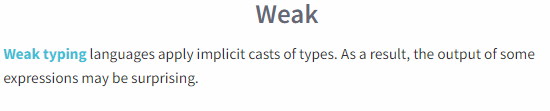 Weak
Weak typing languages apply implicit casts of types. As a result, the output of some
expressions may be surprising.